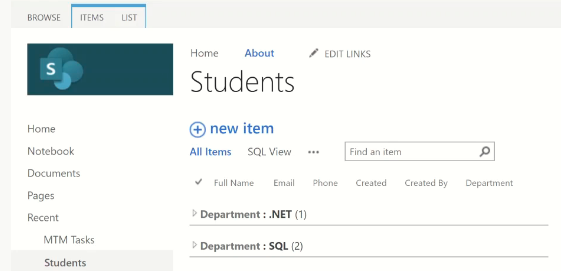 BROWSE ITEMS LIST
S
Home About EDIT LINKS
Students
new item
All Items SQL View ••• Find an item
Full Name Email Phone Created Created By Department
Department : .NET (1)
Department : SQL (2)
Home
Notebook
Documents
Pages
Recent
MTM Tasks
Students